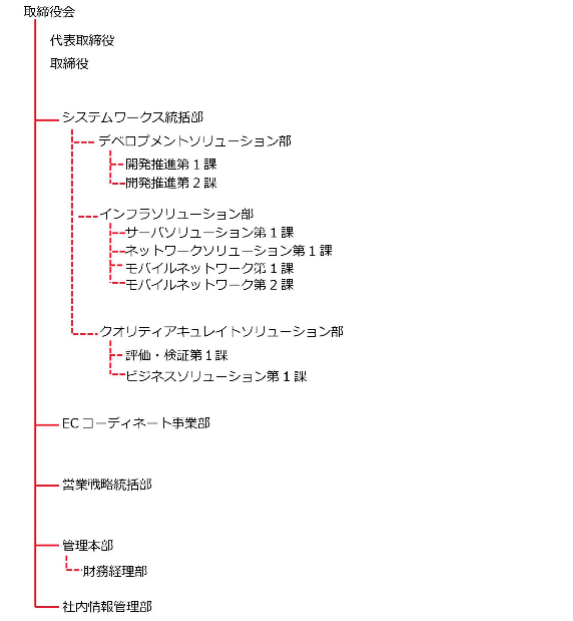 取締役会
代表取締役
取締役
システムワークス統括部
デベロプメントソリューション部
開発推進第１課
開発推進第２課
インフラソリューション部
サーバソリューション第１課
ネットワークソリューション第１課
モバイルネットワーク第１課
モバイルネットワーク第２課
クオリティアキュレイトソリューション部
評価・検証第１課
ビジネスソリューション第１課
ECコーディネート事業部
営業戦略統括部
管理本部
財務経理部
社内情報管理部